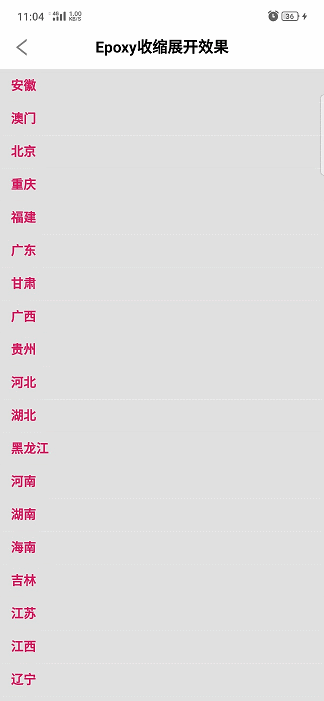 11:04 4G 1.00 KB/S 36
Epoxy收缩展开效果
安徽
澳门
北京
重庆
福建
广东
甘肃
广西
贵州
河北
湖北
黑龙江
河南
湖南
海南
吉林
江苏
江西
辽宁